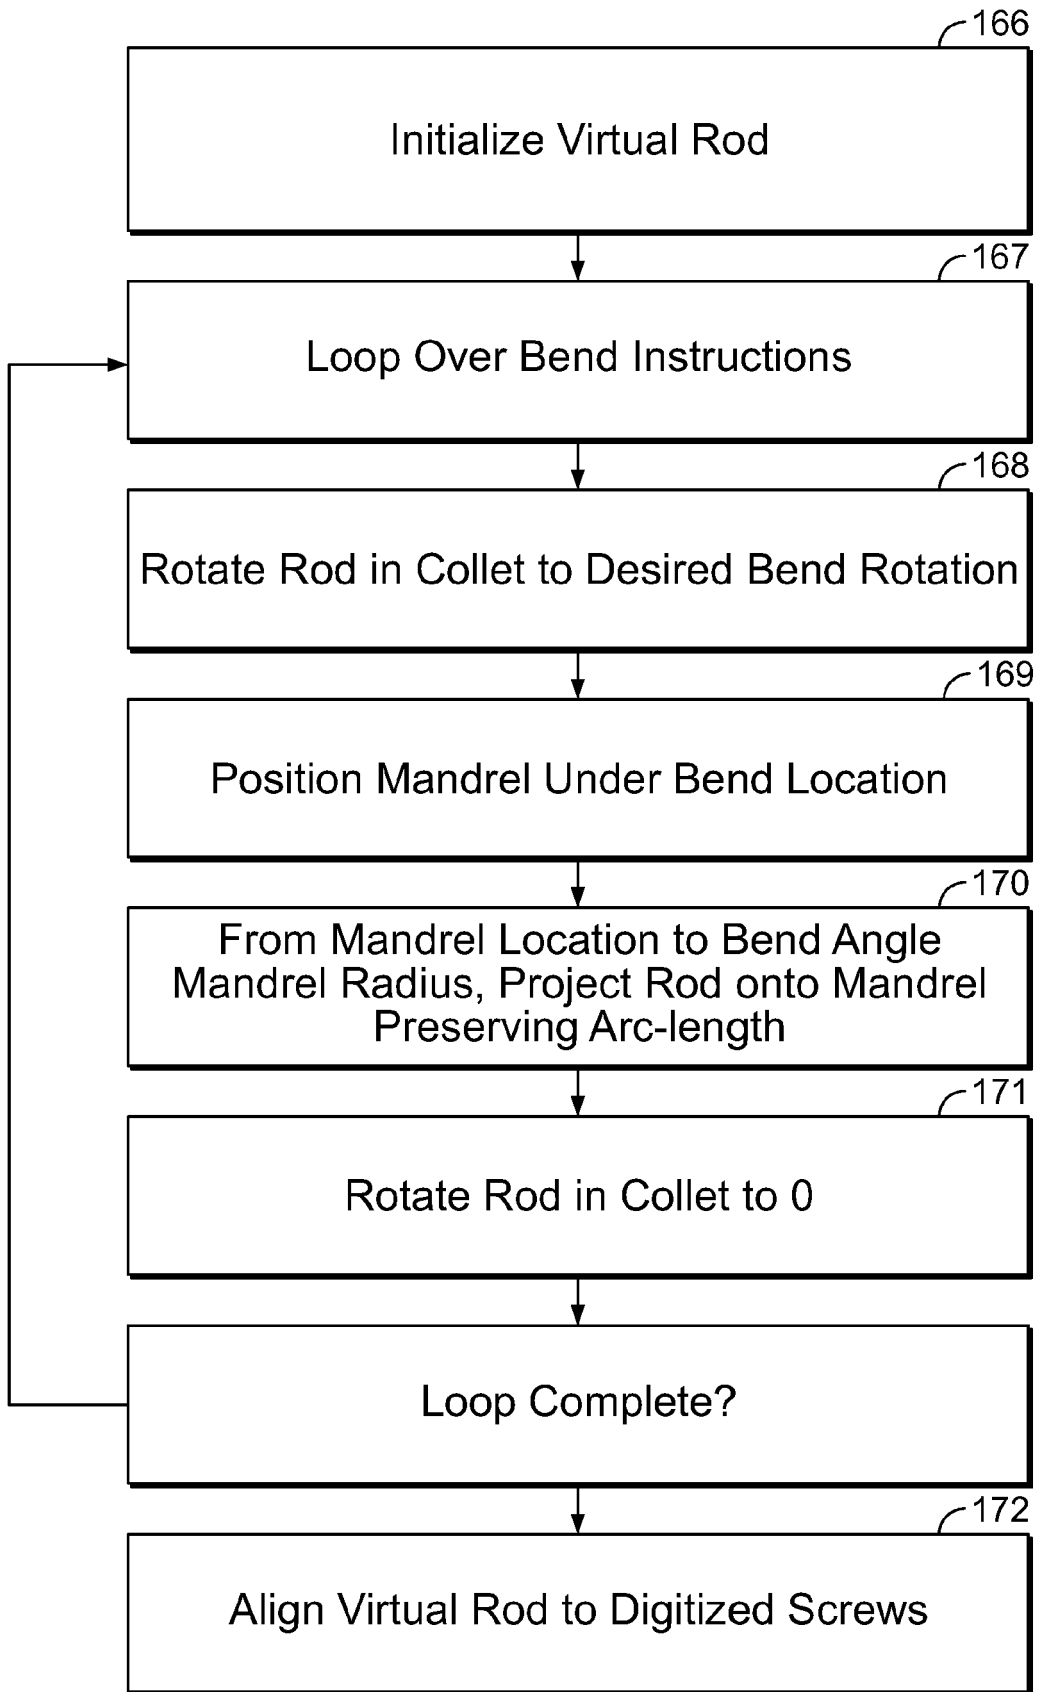 166
Initialize Virtual Rod
167
Loop Over Bend Instructions
168
Rotate Rod in Collet to Desired Bend Rotation
169
Position Mandrel Under Bend Location
170
From Mandrel Location to Bend Angle
Mandrel Radius, Project Rod onto Mandrel
Preserving Arc-length
171
Rotate Rod in Collet to 0
Loop Complete?
172
Align Virtual Rod to Digitized Screws